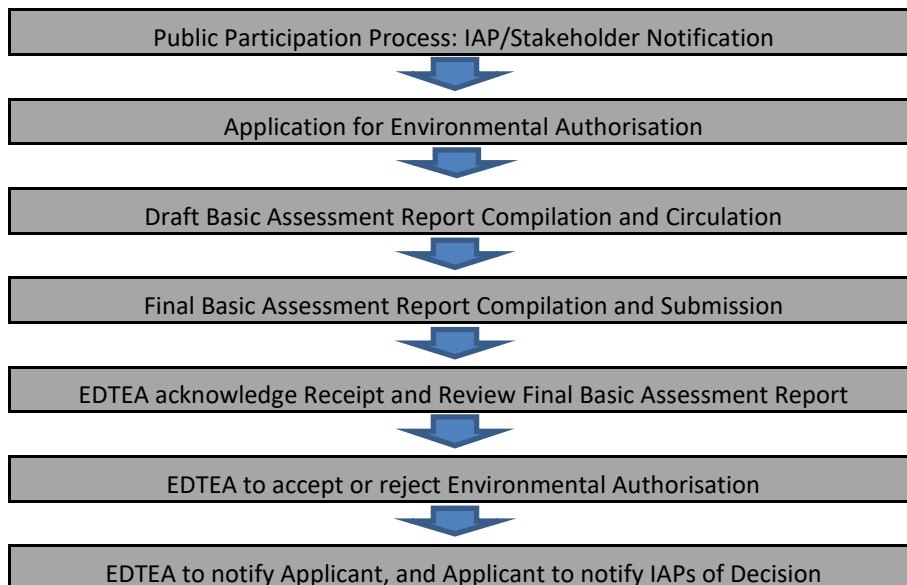 Public Participation Process: IAP/Stakeholder Notification
Application for Environmental Authorisation
Draft Basic Assessment Report Compilation and Circulation
Final Basic Assessment Report Compilation and Submission
EDTEA acknowledge Receipt and Review Final Basic Assessment Report
EDTEA to accept or reject Environmental Authorisation
EDTEA to notify Applicant, and Applicant to notify IAPs of Decision